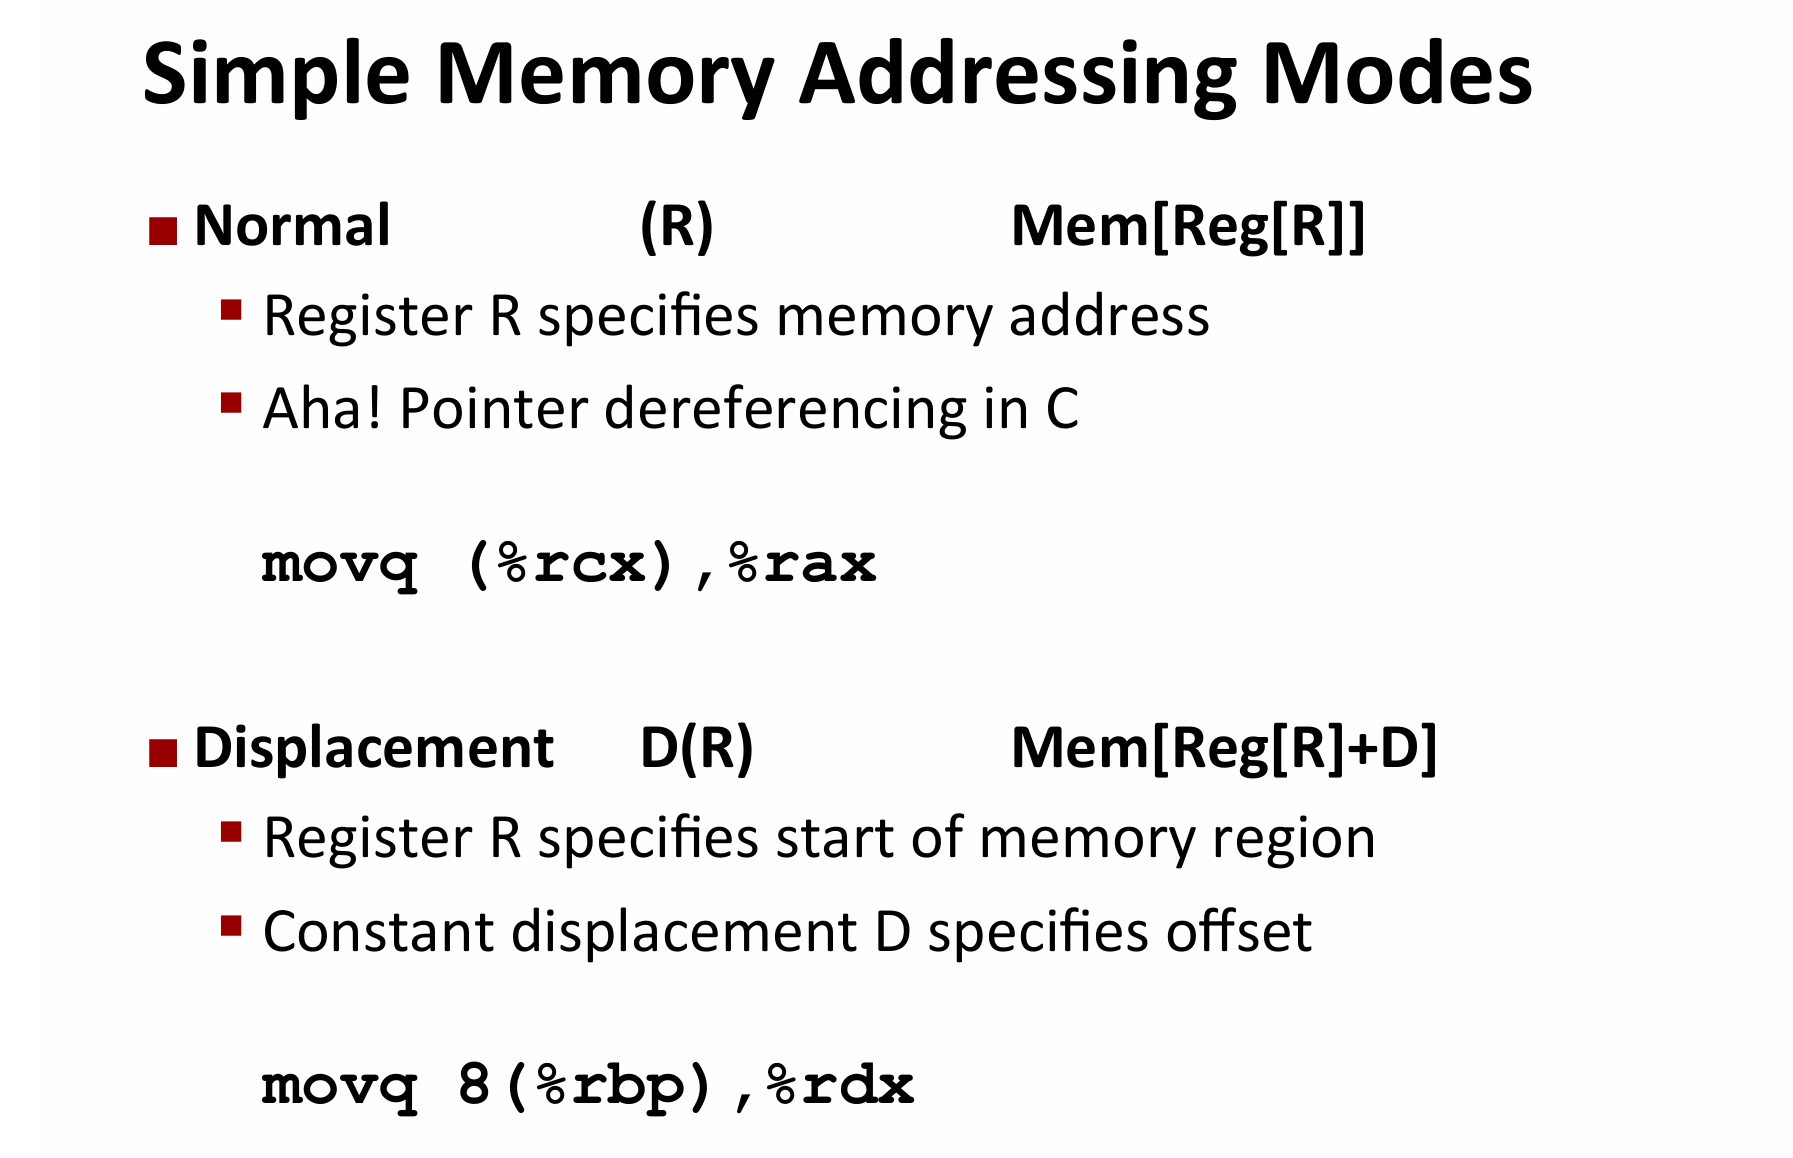 Simple Memory Addressing Modes
Normal (R) Mem[Reg[R]]
Register R specifies memory address
Aha! Pointer dereferencing in C
movq (%rcx),%rax
Displacement D(R) Mem[Reg[R]+D]
Register R specifies start of memory region
Constant displacement D specifies offset
movq 8(%rbp),%rdx